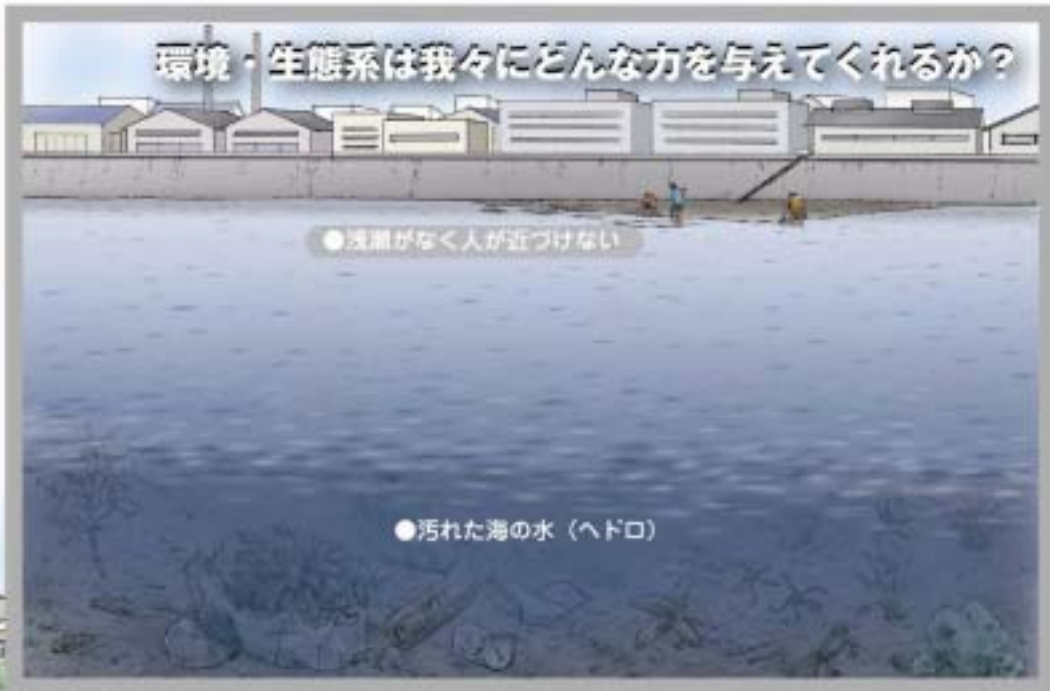 環境・生態系は我々にどんな力を与えてくれるか？
●浅瀬がなく人が近づけない
●汚れた海の水（ヘドロ）